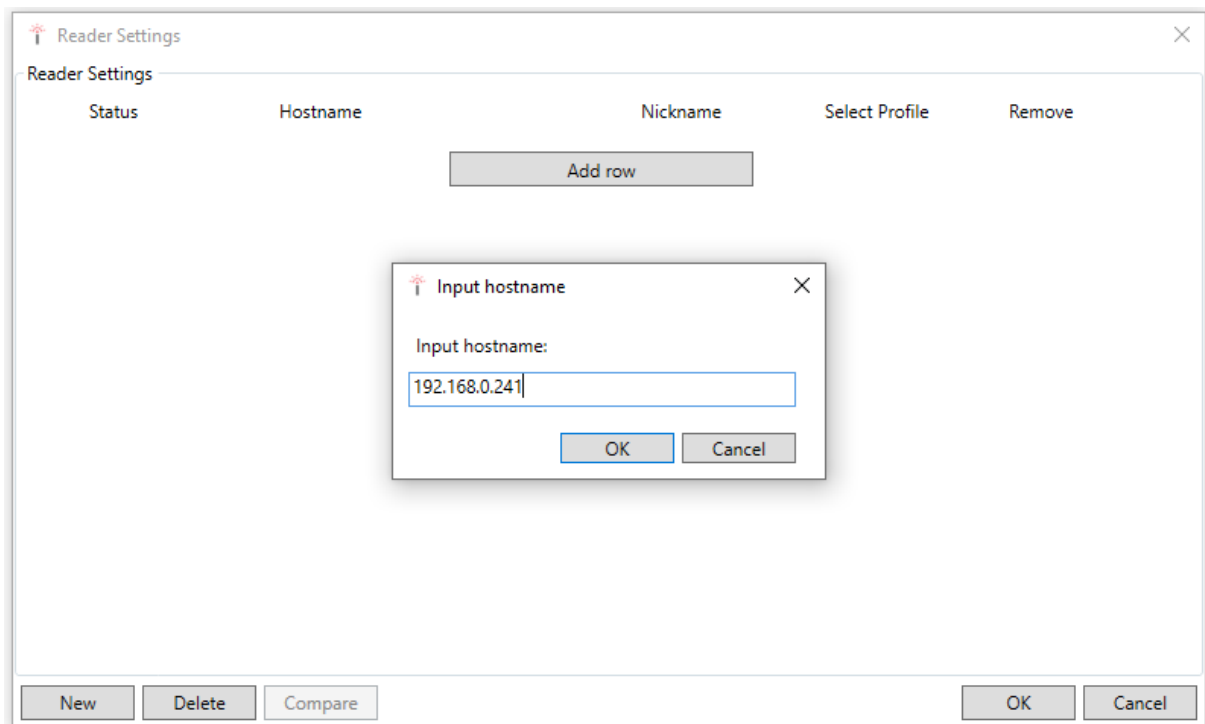 Reader Settings
Reader Settings
Status Hostname Nickname Select Profile Remove
Add row
Input hostname
Input hostname:
192.168.0.241
OK Cancel
New Delete Compare OK Cancel